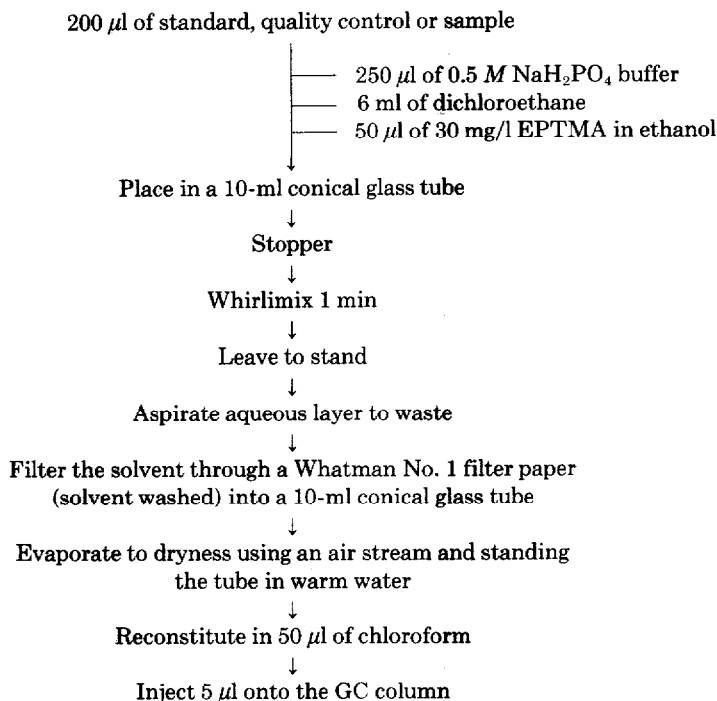 200 μl of standard, quality control or sample
250 μl of 0.5 M NaH₂PO₄ buffer
6 ml of dichloroethane
50 μl of 30 mg/l EPTMA in ethanol
Place in a 10-ml conical glass tube
↓
Stopper
↓
Whirlimix 1 min
↓
Leave to stand
↓
Aspirate aqueous layer to waste
↓
Filter the solvent through a Whatman No. 1 filter paper
(solvent washed) into a 10-ml conical glass tube
↓
Evaporate to dryness using an air stream and standing
the tube in warm water
↓
Reconstitute in 50 μl of chloroform
↓
Inject 5 μl onto the GC column